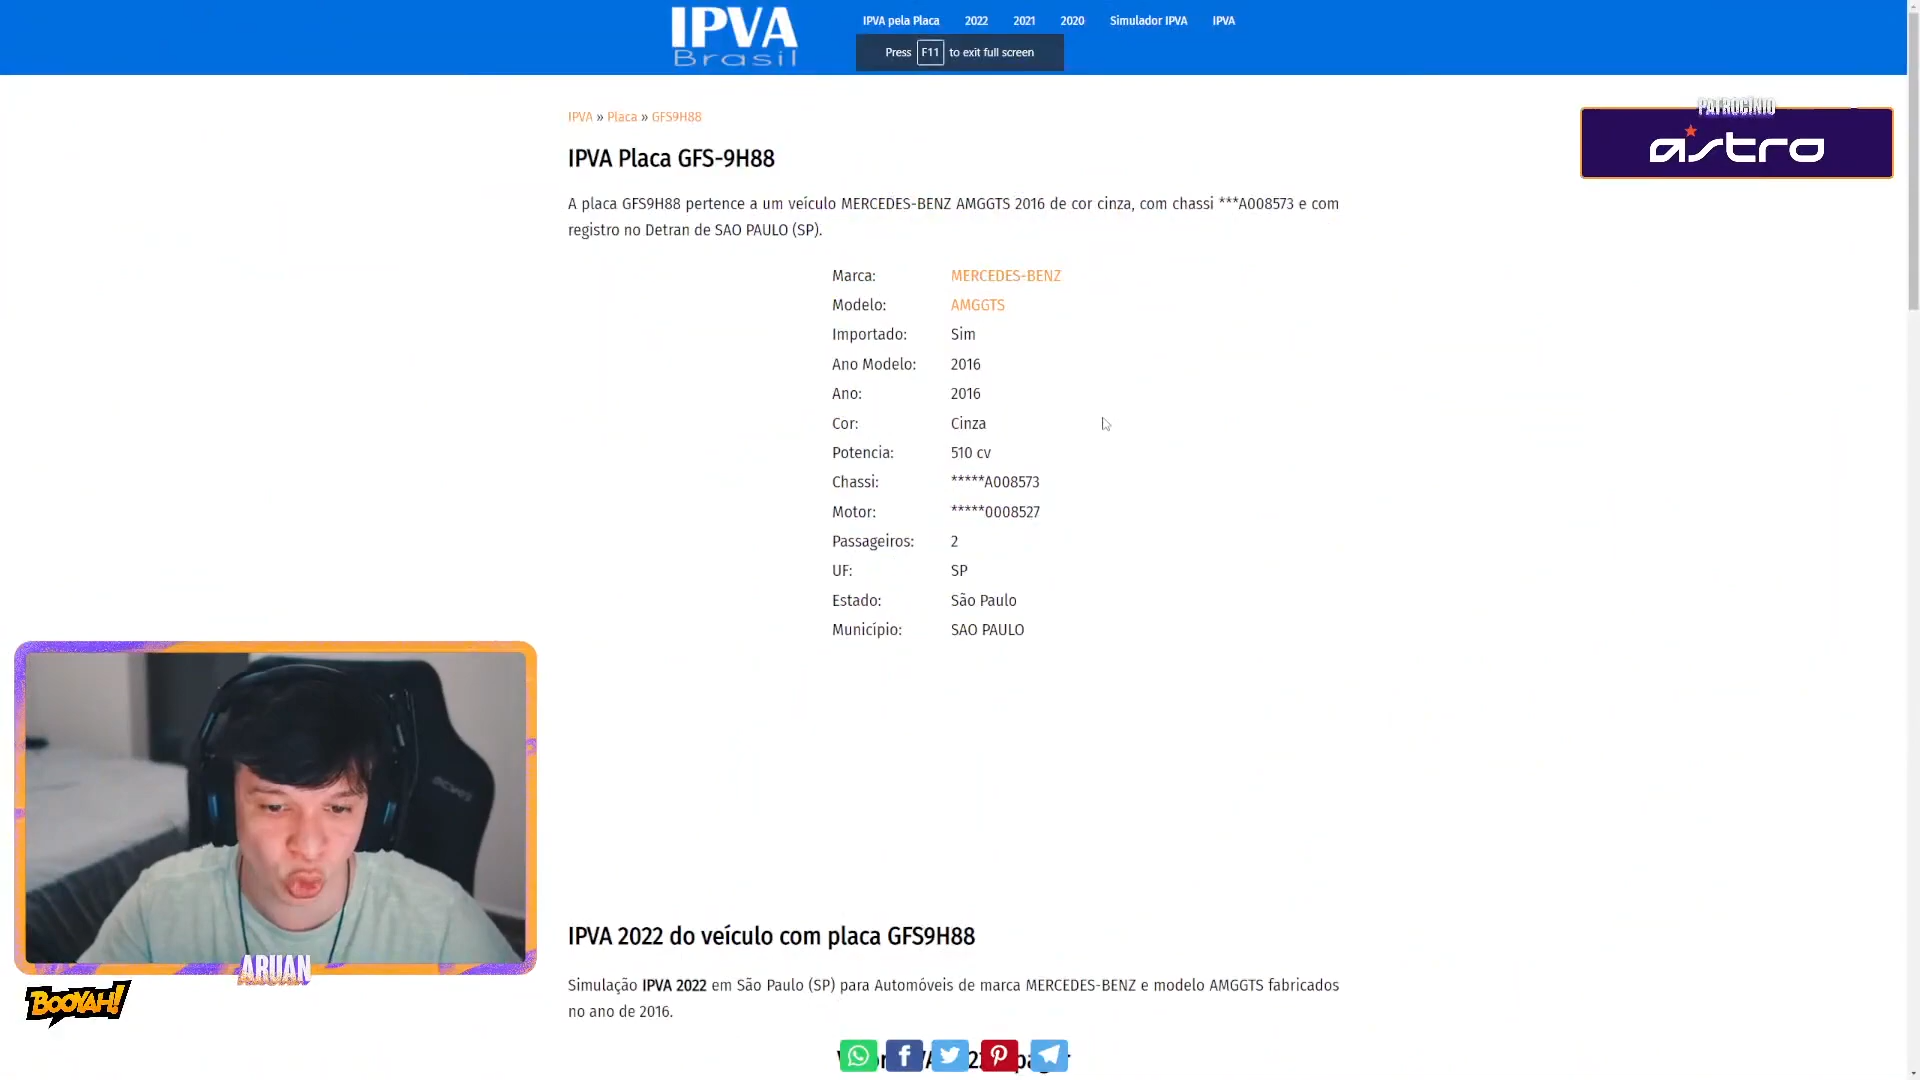 IPVA
Brasil
IPVA pela Placa 2022 2021 2020 Simulador IPVA IPVA
Press F11 to exit full screen
PATROCÍNIO
astro
IPVA » Placa » GFS9H88
IPVA Placa GFS-9H88
A placa GFS9H88 pertence a um veículo MERCEDES-BENZ AMGGTS 2016 de cor cinza, com chassi ***A008573 e com
registro no Detran de SAO PAULO (SP).
Marca: MERCEDES-BENZ
Modelo: AMGGTS
Importado: Sim
Ano Modelo: 2016
Ano: 2016
Cor: Cinza
Potencia: 510 cv
Chassi: *****A008573
Motor: *****0008527
Passageiros: 2
UF: SP
Estado: São Paulo
Município: SAO PAULO
ARUAN
BOOYAH!
IPVA 2022 do veículo com placa GFS9H88
Simulação IPVA 2022 em São Paulo (SP) para Automóveis de marca MERCEDES-BENZ e modelo AMGGTS fabricados
no ano de 2016.